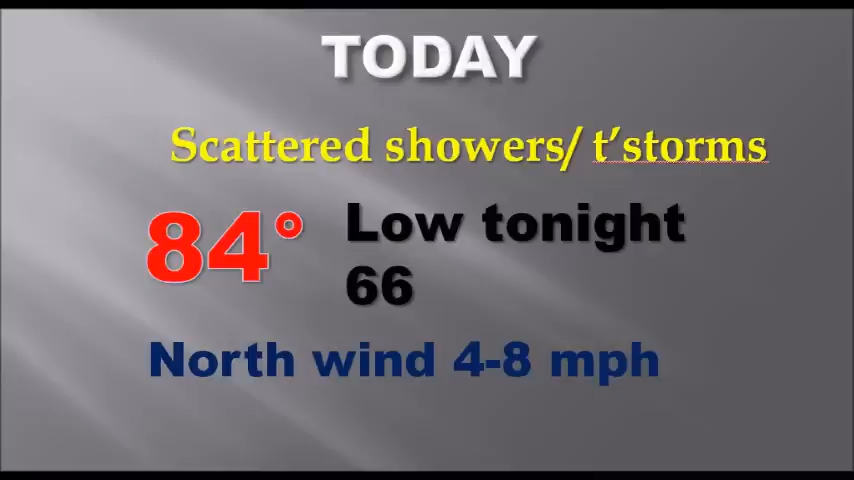 TODAY
Scattered showers/ t’storms
84° Low tonight
66
North wind 4-8 mph